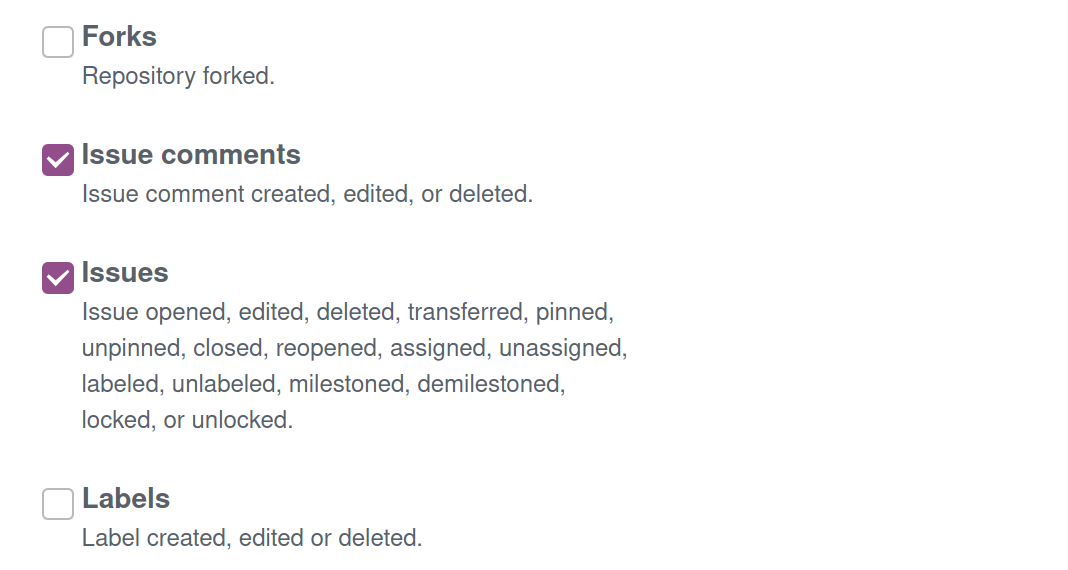 Forks
Repository forked.
Issue comments
Issue comment created, edited, or deleted.
Issues
Issue opened, edited, deleted, transferred, pinned,
unpinned, closed, reopened, assigned, unassigned,
labeled, unlabeled, milestoned, demilestoned,
locked, or unlocked.
Labels
Label created, edited or deleted.